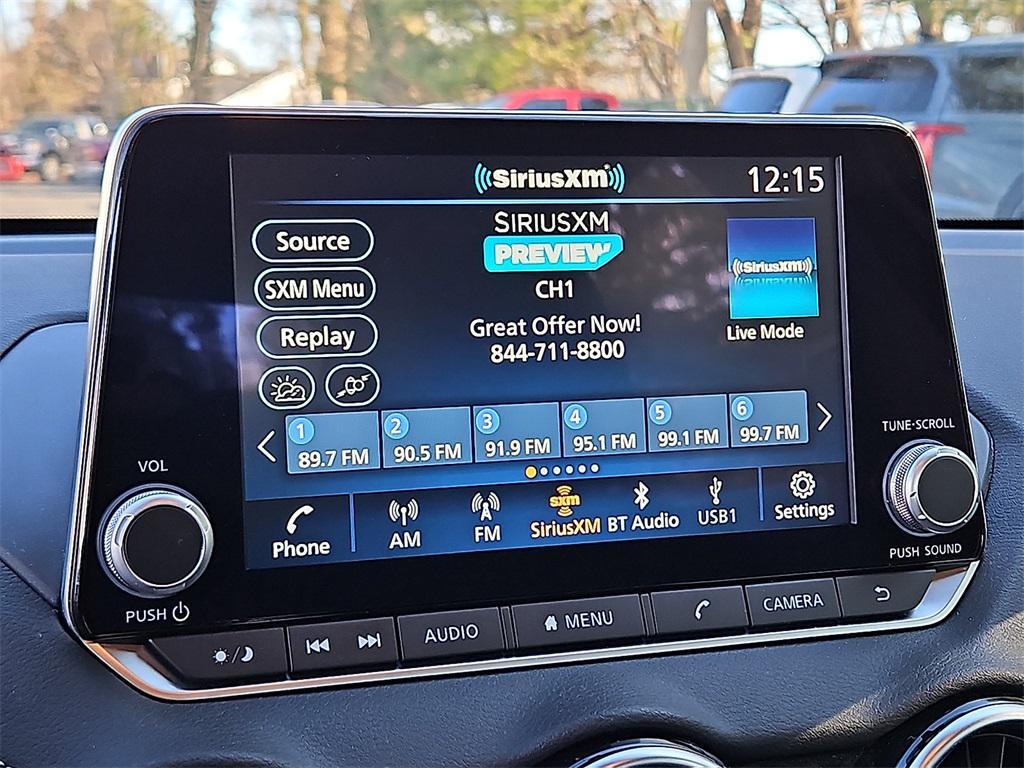 SiriusXM
12:15
Source
SIRIUSXM
PREVIEW
SXM Menu
CH1
SiriusXM
Replay
Great Offer Now!
844-711-8800
Live Mode
1 2 3 4 5 6
89.7 FM 90.5 FM 91.9 FM 95.1 FM 99.1 FM 99.7 FM
sxm
Phone AM FM SiriusXM BT Audio USB1 Settings
VOL
PUSH
TUNE·SCROLL
PUSH SOUND
AUDIO MENU CAMERA